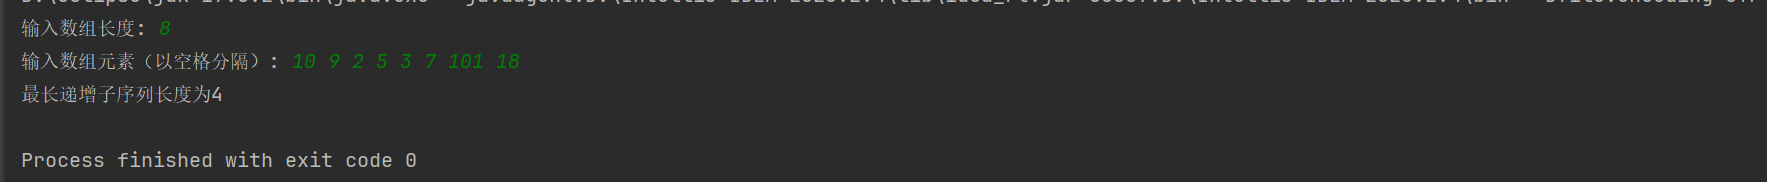 输入数组长度: 8
输入数组元素（以空格分隔）: 10 9 2 5 3 7 101 18
最长递增子序列长度为4
Process finished with exit code 0